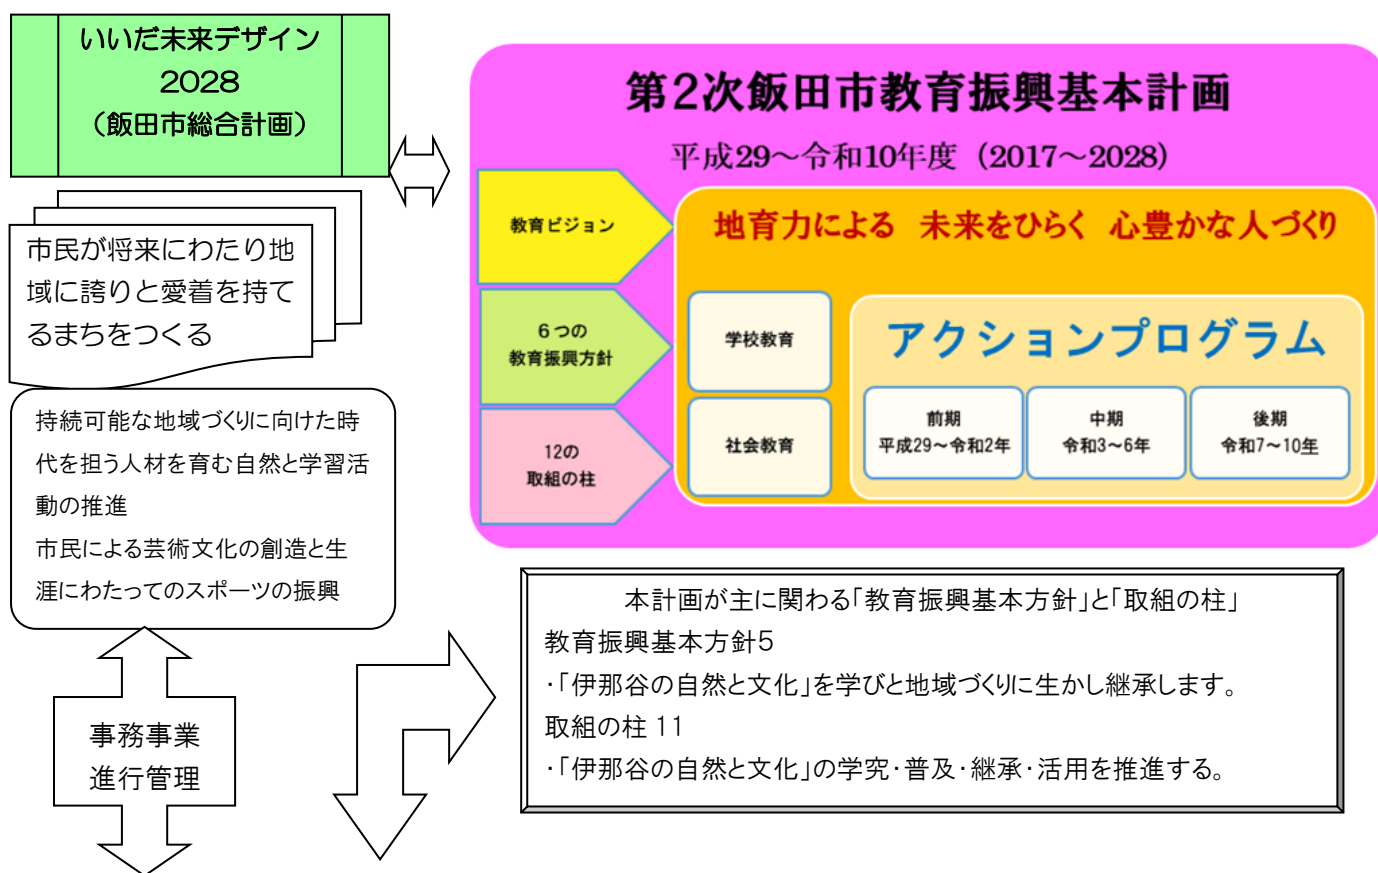 いいだ未来デザイン
2028
（飯田市総合計画）
市民が将来にわたり地
域に誇りと愛着を持て
るまちをつくる
持続可能な地域づくりに向けた時
代を担う人材を育む自然と学習活
動の推進
市民による芸術文化の創造と生
涯にわたってのスポーツの振興
事務事業
進行管理
第2次飯田市教育振興基本計画
平成29～令和10年度（2017～2028）
教育ビジョン
地育力による 未来をひらく 心豊かな人づくり
6つの
教育振興方針
12の
取組の柱
学校教育
社会教育
アクションプログラム
前期
平成29～令和2年
中期
令和3～6年
後期
令和7～10年
本計画が主に関わる「教育振興基本方針」と「取組の柱」
教育振興基本方針5
・「伊那谷の自然と文化」を学びと地域づくりに生かし継承します。
取組の柱 11
・「伊那谷の自然と文化」の学究・普及・継承・活用を推進する。